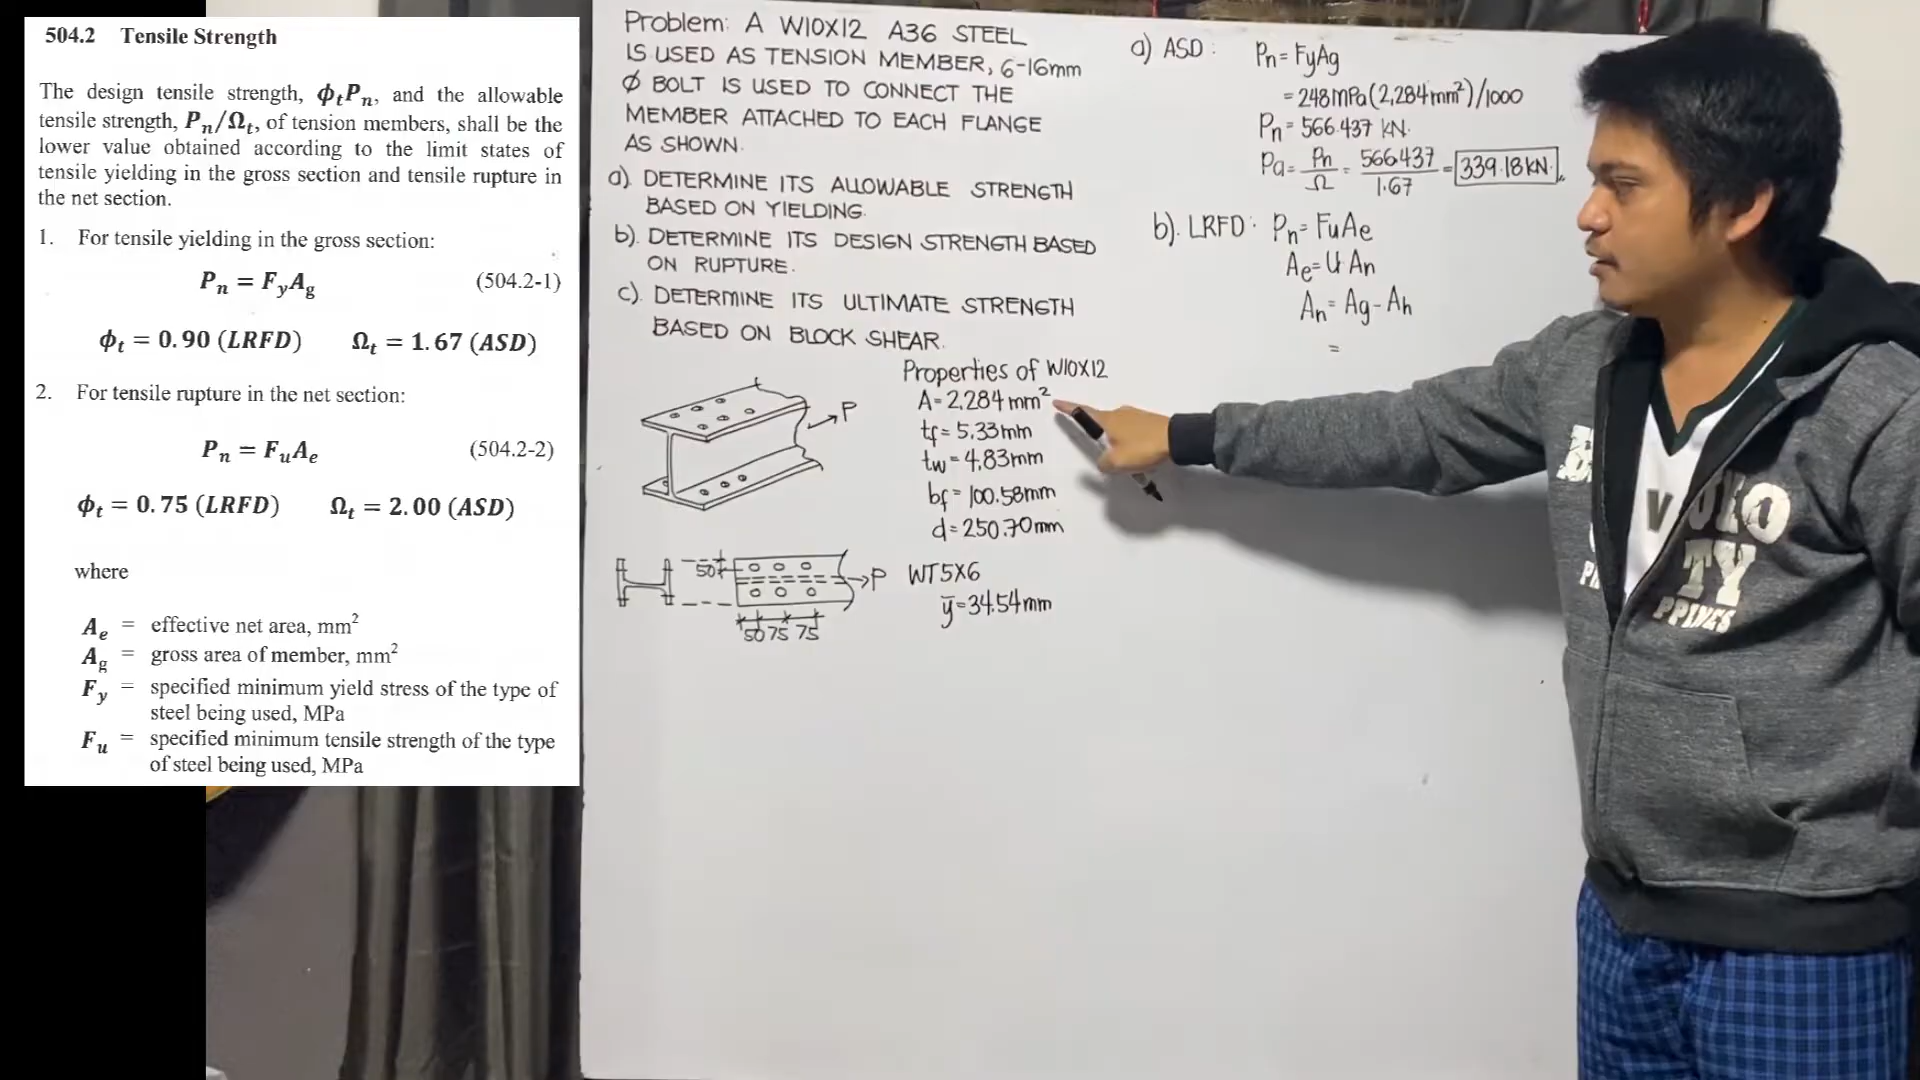 504.2 Tensile Strength
The design tensile strength, ϕₜPₙ, and the allowable
tensile strength, Pₙ/Ωₜ, of tension members, shall be the
lower value obtained according to the limit states of
tensile yielding in the gross section and tensile rupture in
the net section.
1. For tensile yielding in the gross section:
Pₙ = F_yA_g (504.2-1)
ϕₜ = 0.90 (LRFD) Ωₜ = 1.67 (ASD)
2. For tensile rupture in the net section:
Pₙ = FᵤAₑ (504.2-2)
ϕₜ = 0.75 (LRFD) Ωₜ = 2.00 (ASD)
where
Aₑ = effective net area, mm²
A_g = gross area of member, mm²
F_y = specified minimum yield stress of the type of
steel being used, MPa
Fᵤ = specified minimum tensile strength of the type
of steel being used, MPa
Problem: A W10X12 A36 STEEL
IS USED AS TENSION MEMBER, 6-16mm
Ø BOLT IS USED TO CONNECT THE
MEMBER ATTACHED TO EACH FLANGE
AS SHOWN.
a). DETERMINE ITS ALLOWABLE STRENGTH
BASED ON YIELDING.
b). DETERMINE ITS DESIGN STRENGTH BASED
ON RUPTURE.
c). DETERMINE ITS ULTIMATE STRENGTH
BASED ON BLOCK SHEAR.
P
Properties of W10X12
A = 2,284 mm²
tf = 5.33mm
tw = 4.83mm
bf = 100.58mm
d = 250.70mm
50
P
50 75 75
WT5X6
ȳ = 34.54mm
a) ASD: Pn = FyAg
= 248MPa(2,284mm²)/1000
Pn = 566.437 KN.
Pa = Pn/Ω = 566.437/1.67 = 339.18KN.
b). LRFD: Pn = FuAe
Ae = U An
An = Ag - Ah
=
V
TY
PPINES